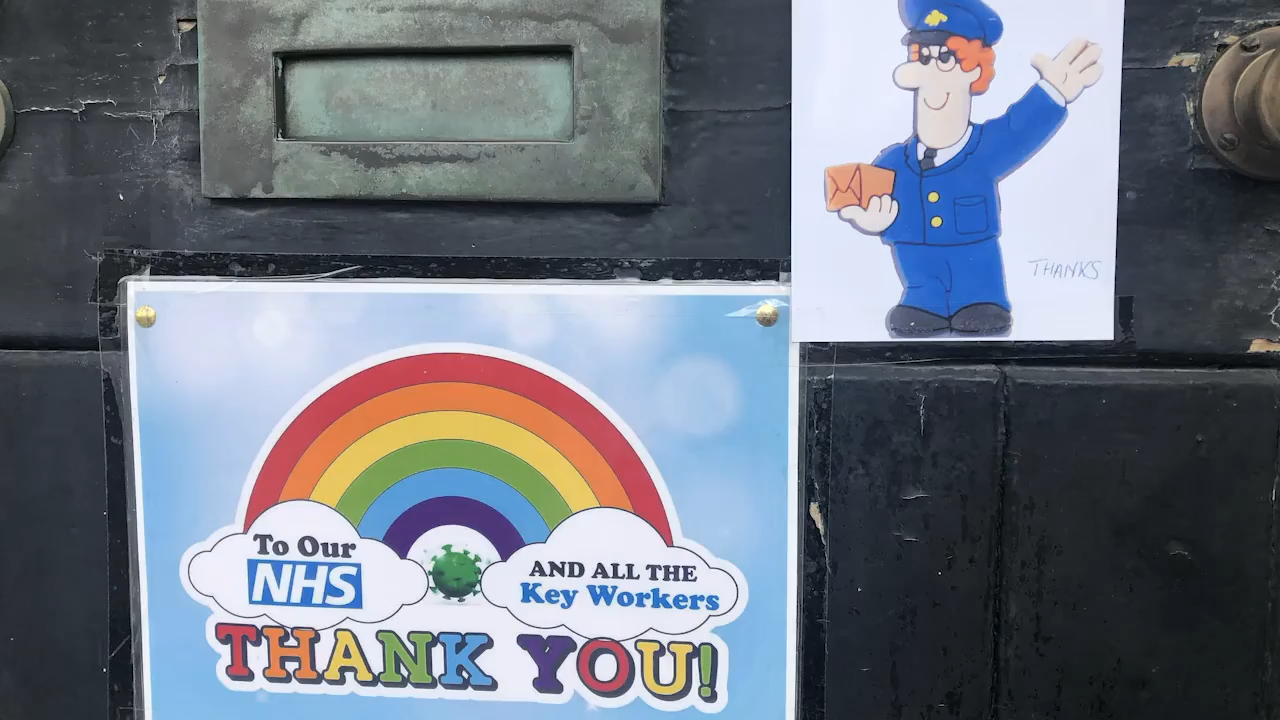 THANKS
To Our
NHS
AND ALL THE
Key Workers
THANK YOU!